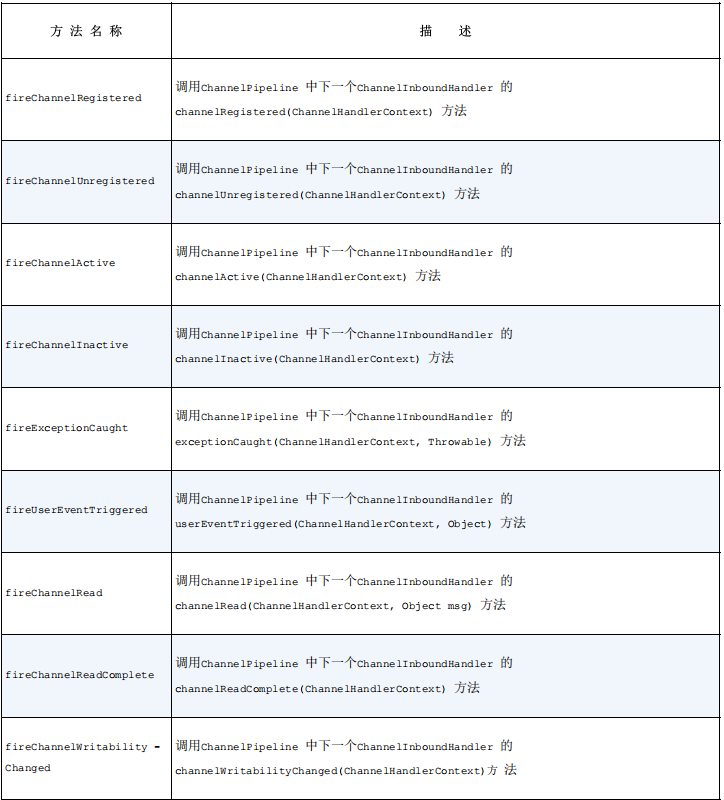 方 法 名 称
描 述
fireChannelRegistered
调用ChannelPipeline 中下一个ChannelInboundHandler 的
channelRegistered(ChannelHandlerContext) 方法
fireChannelUnregistered
调用ChannelPipeline 中下一个ChannelInboundHandler 的
channelUnregistered(ChannelHandlerContext) 方法
fireChannelActive
调用ChannelPipeline 中下一个ChannelInboundHandler 的
channelActive(ChannelHandlerContext) 方法
fireChannelInactive
调用ChannelPipeline 中下一个ChannelInboundHandler 的
channelInactive(ChannelHandlerContext) 方法
fireExceptionCaught
调用ChannelPipeline 中下一个ChannelInboundHandler 的
exceptionCaught(ChannelHandlerContext, Throwable) 方法
fireUserEventTriggered
调用ChannelPipeline 中下一个ChannelInboundHandler 的
userEventTriggered(ChannelHandlerContext, Object) 方法
fireChannelRead
调用ChannelPipeline 中下一个ChannelInboundHandler 的
channelRead(ChannelHandlerContext, Object msg) 方法
fireChannelReadComplete
调用ChannelPipeline 中下一个ChannelInboundHandler 的
channelReadComplete(ChannelHandlerContext) 方法
fireChannelWritability -
Changed
调用ChannelPipeline 中下一个ChannelInboundHandler 的
channelWritabilityChanged(ChannelHandlerContext)方 法